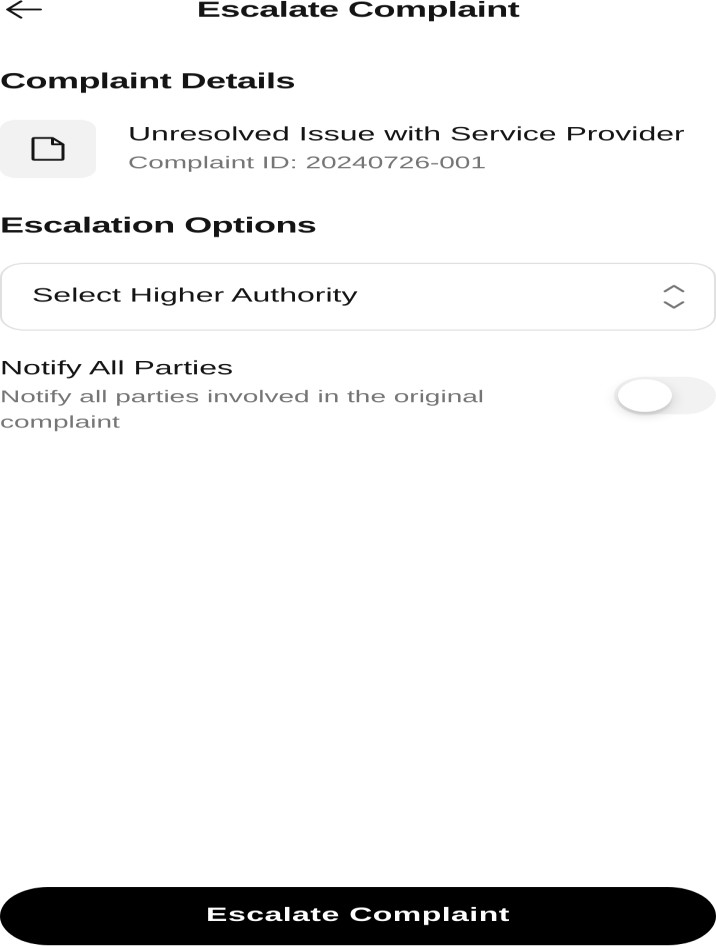 Escalate Complaint
Complaint Details
Unresolved Issue with Service Provider
Complaint ID: 20240726-001
Escalation Options
Select Higher Authority
Notify All Parties
Notify all parties involved in the original
complaint
Escalate Complaint